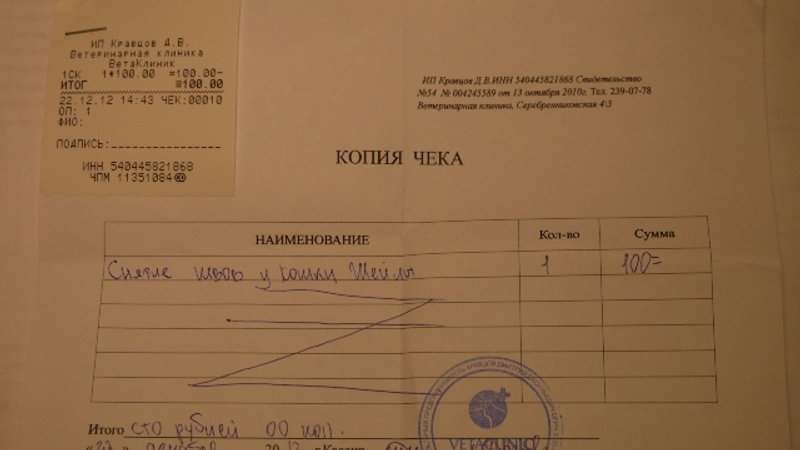 ИП Кравцов Д.В.
Ветеринарная клиника
ВетаКлиник
1СК 1*100.00 =100.00-
ИТОГ =100.00
22.12.12 14:43 ЧЕК:00010
ОП: 1
ФИО:
ПОДПИСЬ:
ИНН 540445821868
ЧПМ 11351084
ИП Кравцов Д.В.ИНН 540445821868 Свидетельство
№54 № 004245589 от 13 октября 2010г. Тел. 239-07-78
Ветеринарная клиника, Серебренниковская 4\3
КОПИЯ ЧЕКА
НАИМЕНОВАНИЕ Кол-во Сумма
Снятие швов у кошки Шейлы 1 100=
Итого сто рублей 00 коп.
VETACLINIC